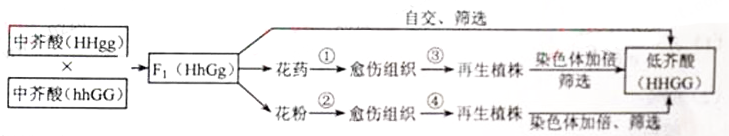 自交、筛选
中芥酸(HHgg)
×
中芥酸(hhGG)
F₁(HhGg)
花药 ① 愈伤组织 ③ 再生植株 染色体加倍 筛选
花粉 ② 愈伤组织 ④ 再生植株 染色体加倍、筛选
低芥酸
(HHGG)